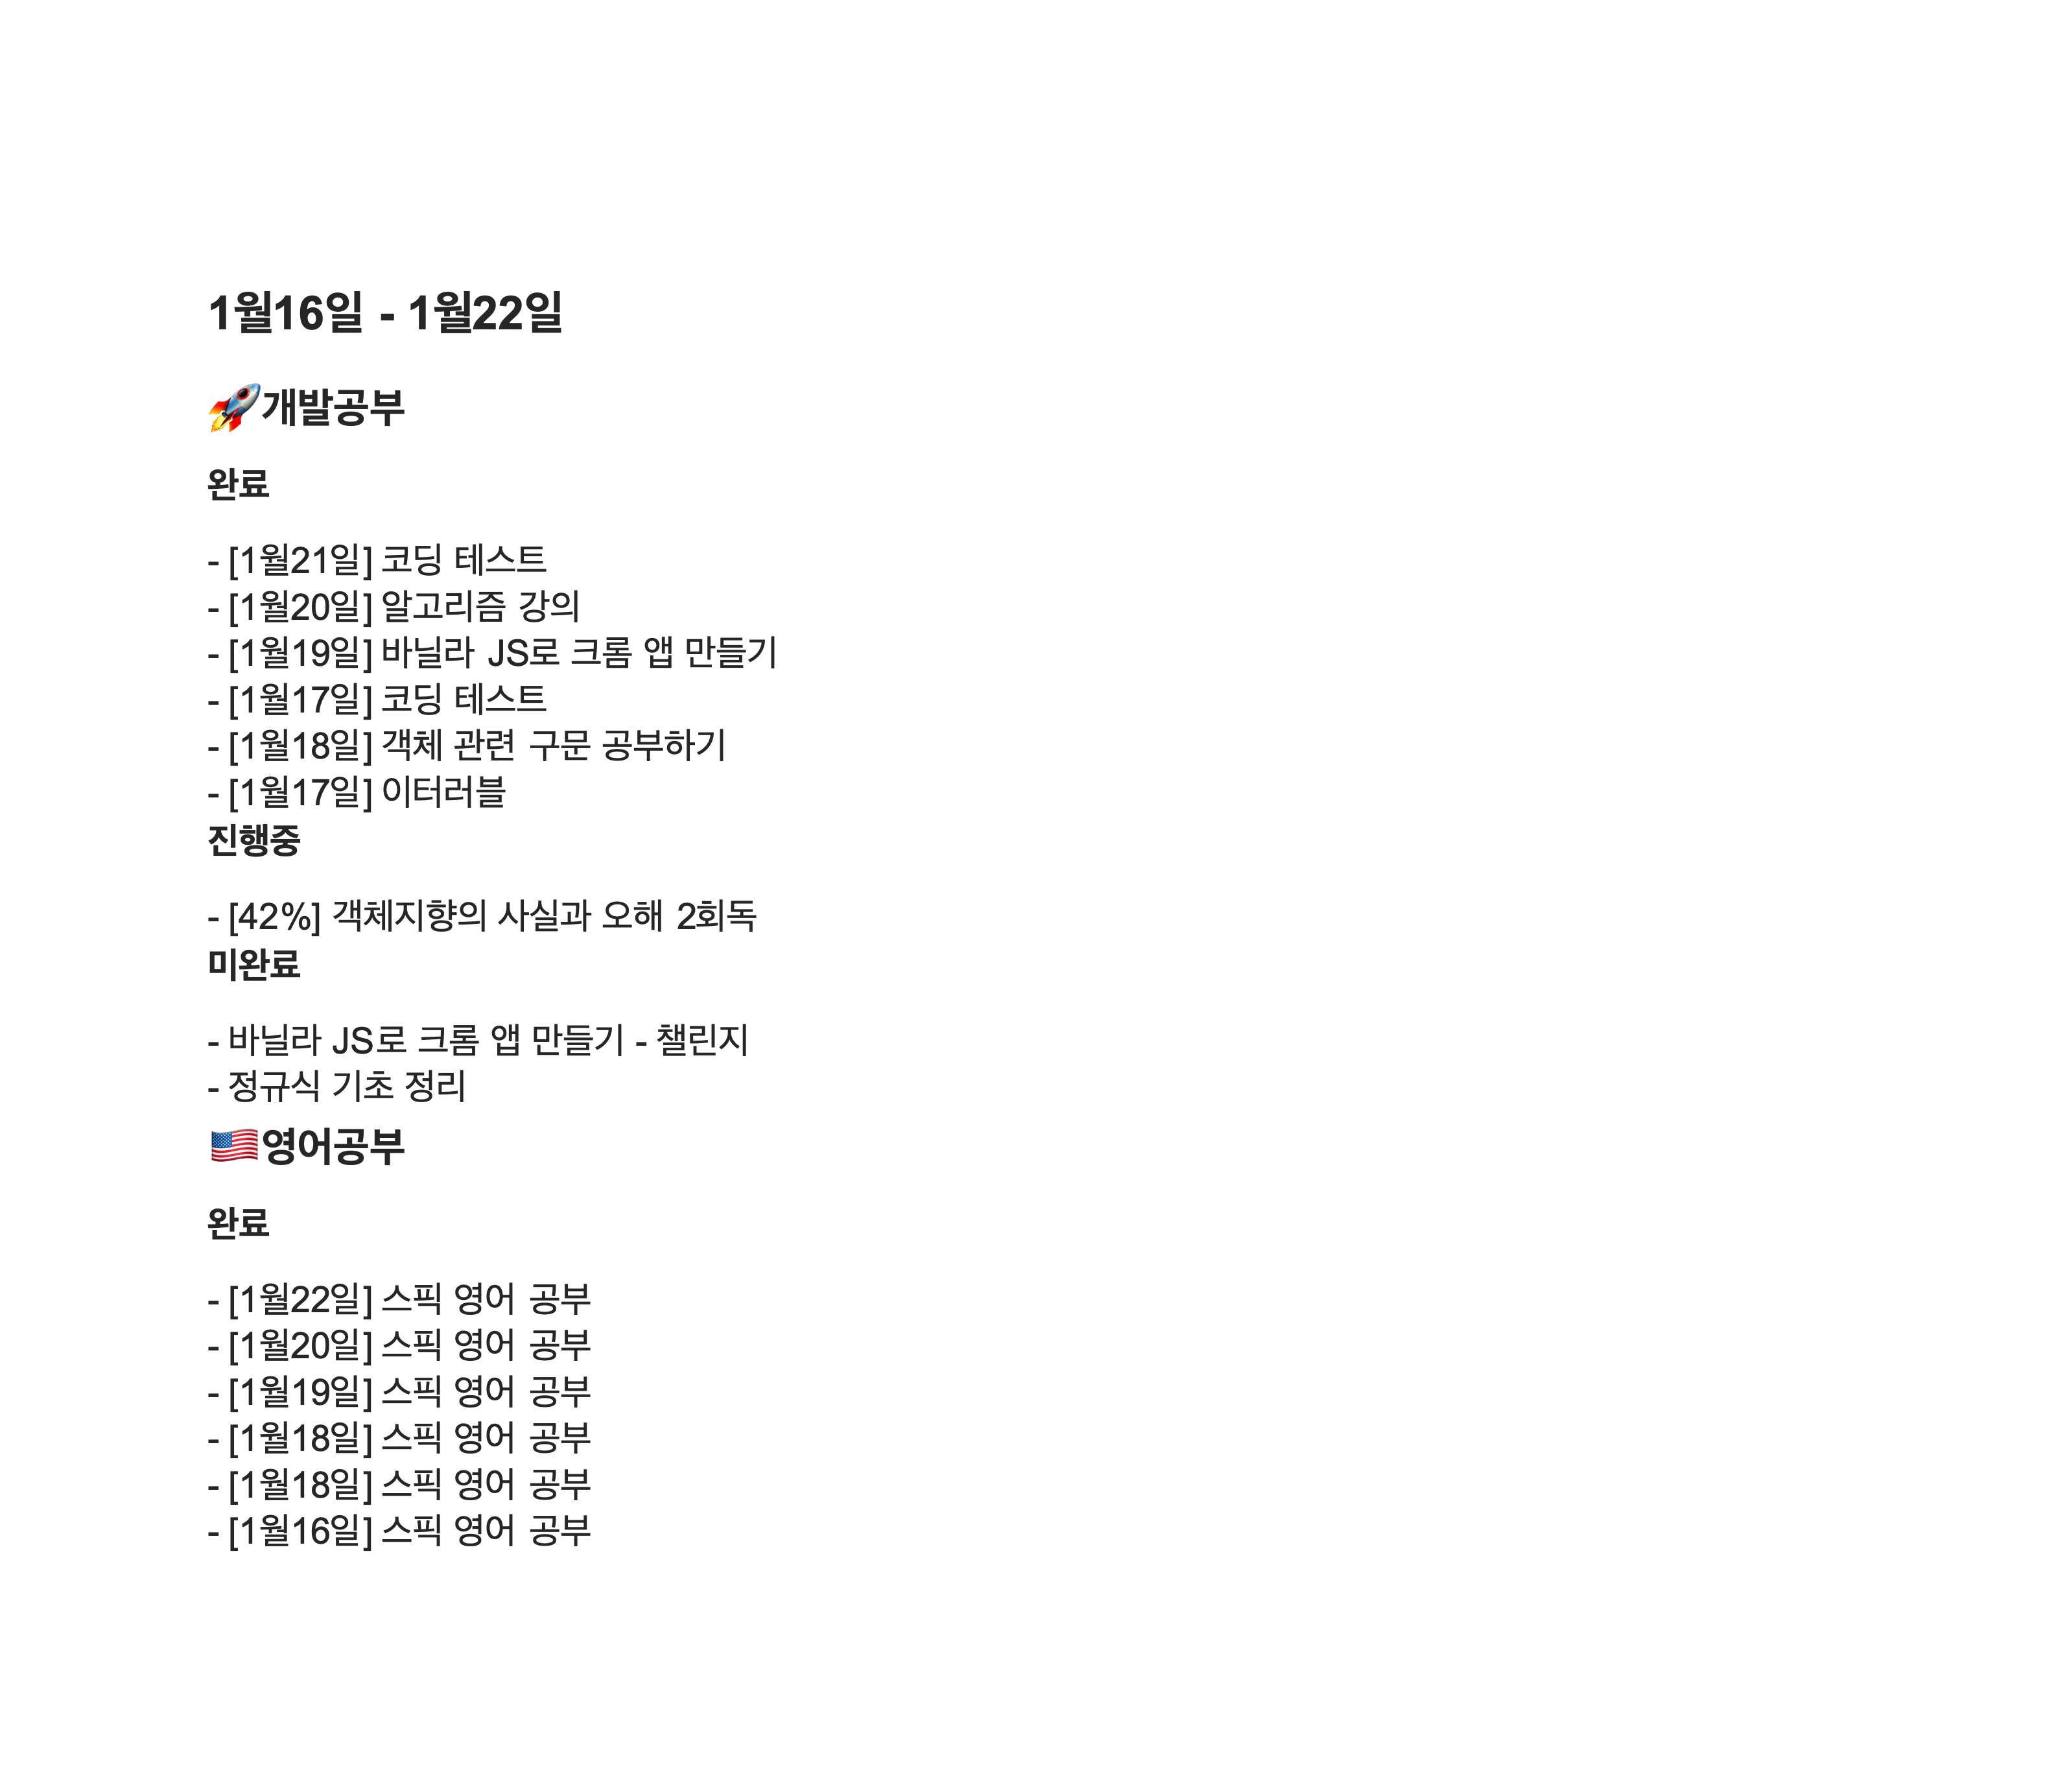 1월16일 - 1월22일
🚀개발공부
완료
- [1월21일] 코딩 테스트
- [1월20일] 알고리즘 강의
- [1월19일] 바닐라 JS로 크롬 앱 만들기
- [1월17일] 코딩 테스트
- [1월18일] 객체 관련 구문 공부하기
- [1월17일] 이터러블
진행중
- [42%] 객체지향의 사실과 오해 2회독
미완료
- 바닐라 JS로 크롬 앱 만들기 - 챌린지
- 정규식 기초 정리
🇺🇸영어공부
완료
- [1월22일] 스픽 영어 공부
- [1월20일] 스픽 영어 공부
- [1월19일] 스픽 영어 공부
- [1월18일] 스픽 영어 공부
- [1월18일] 스픽 영어 공부
- [1월16일] 스픽 영어 공부